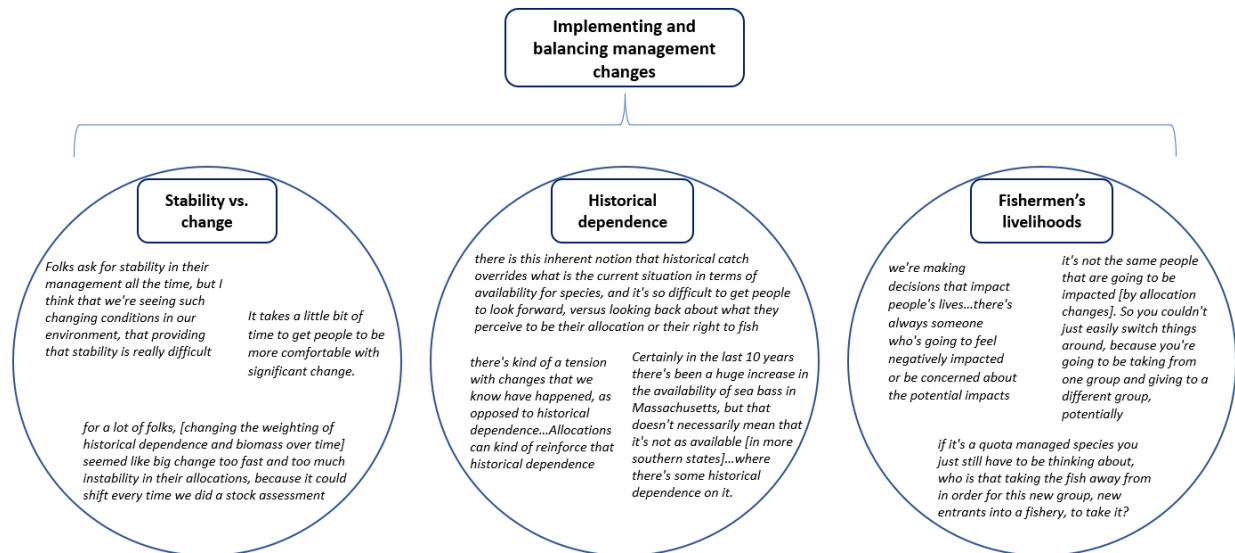 Implementing and
balancing management
changes
Stability vs.
change
Folks ask for stability in their
management all the time, but I
think that we're seeing such
changing conditions in our
environment, that providing
that stability is really difficult
It takes a little bit of
time to get people to be
more comfortable with
significant change.
for a lot of folks, [changing the weighting of
historical dependence and biomass over time]
seemed like big change too fast and too much
instability in their allocations, because it could
shift every time we did a stock assessment
Historical
dependence
there is this inherent notion that historical catch
overrides what is the current situation in terms of
availability for species, and it's so difficult to get people
to look forward, versus looking back about what they
perceive to be their allocation or their right to fish
there's kind of a tension
with changes that we
know have happened, as
opposed to historical
dependence...Allocations
can kind of reinforce that
historical dependence
Certainly in the last 10 years
there's been a huge increase in
the availability of sea bass in
Massachusetts, but that
doesn't necessarily mean that
it's not as available [in more
southern states]...where
there's some historical
dependence on it.
Fishermen's
livelihoods
we're making
decisions that impact
people's lives...there's
always someone
who's going to feel
negatively impacted
or be concerned about
the potential impacts
it's not the same people
that are going to be
impacted [by allocation
changes]. So you couldn't
just easily switch things
around, because you're
going to be taking from
one group and giving to a
different group,
potentially
if it's a quota managed species you
just still have to be thinking about,
who is that taking the fish away from
in order for this new group, new
entrants into a fishery, to take it?